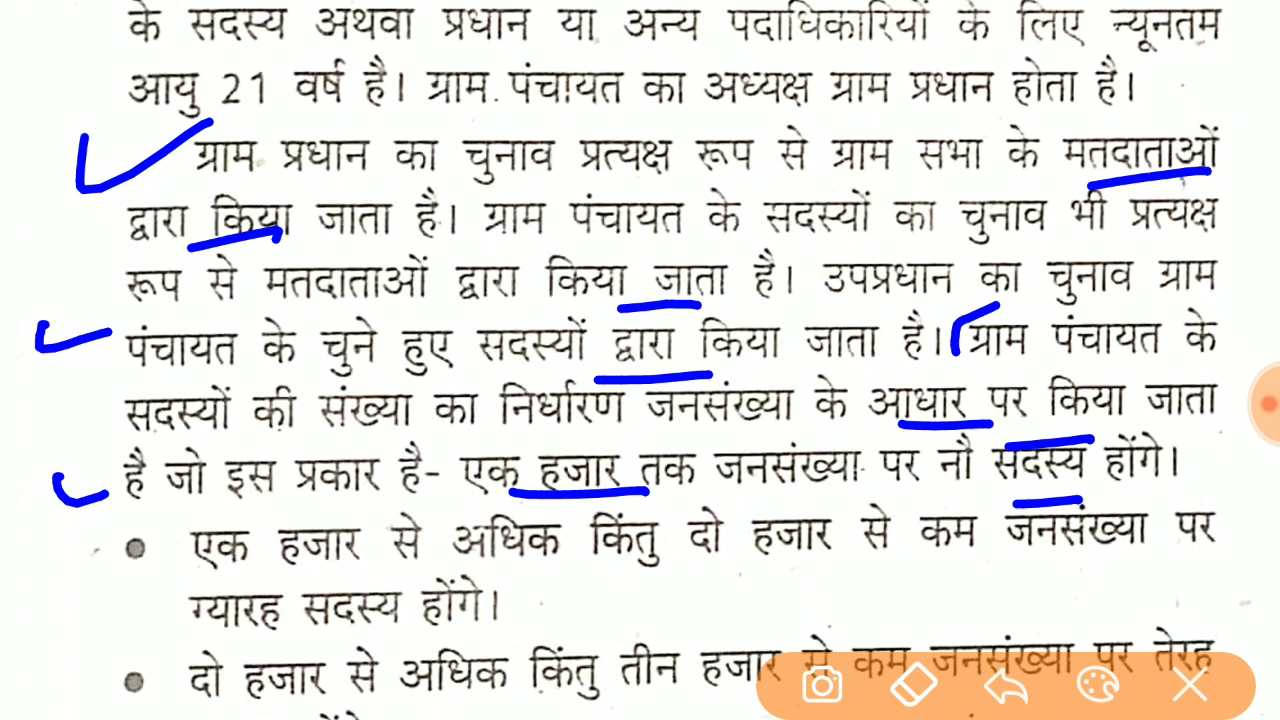 के सदस्य अथवा प्रधान या अन्य पदाधिकारियों के लिए न्यूनतम
आयु 21 वर्ष है। ग्राम पंचायत का अध्यक्ष ग्राम प्रधान होता है।
ग्राम प्रधान का चुनाव प्रत्यक्ष रूप से ग्राम सभा के मतदाताओं
द्वारा किया जाता है। ग्राम पंचायत के सदस्यों का चुनाव भी प्रत्यक्ष
रूप से मतदाताओं द्वारा किया जाता है। उपप्रधान का चुनाव ग्राम
पंचायत के चुने हुए सदस्यों द्वारा किया जाता है। ग्राम पंचायत के
सदस्यों की संख्या का निर्धारण जनसंख्या के आधार पर किया जाता
है जो इस प्रकार है- एक हजार तक जनसंख्या पर नौ सदस्य होंगे।
● एक हजार से अधिक किंतु दो हजार से कम जनसंख्या पर
ग्यारह सदस्य होंगे।
● दो हजार से अधिक किंतु तीन हजार से कम जनसंख्या पर तेरह